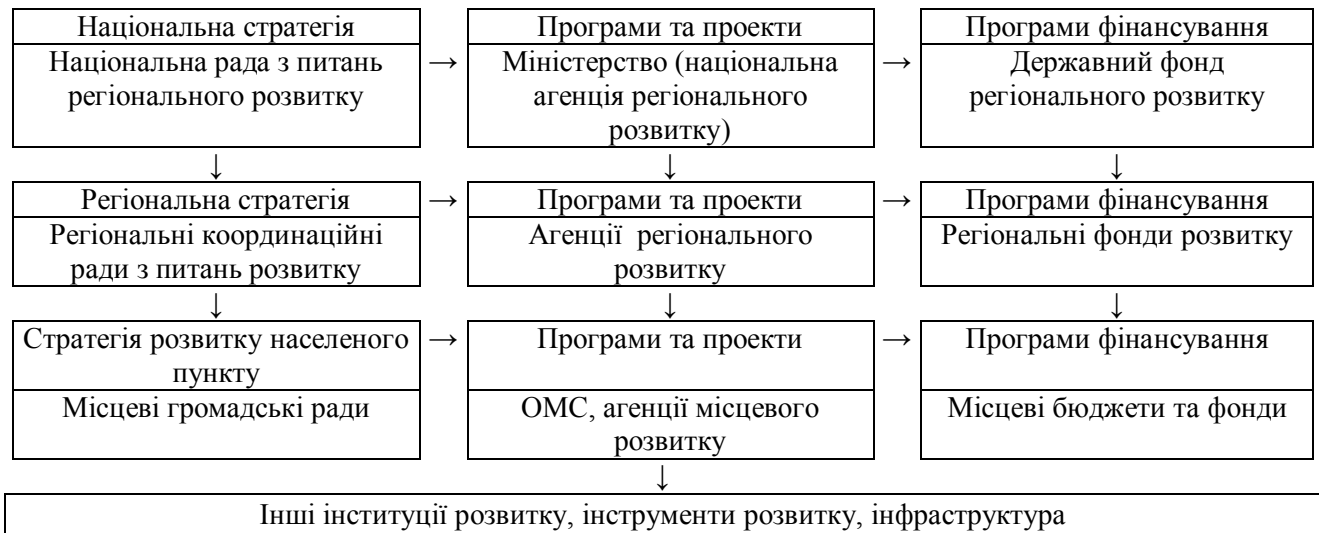 Національна стратегія
Національна рада з питань
регіонального розвитку
→
Програми та проекти
Міністерство (національна
агенція регіонального
розвитку)
→
Програми фінансування
Державний фонд
регіонального розвитку
↓ ↓ ↓
Регіональна стратегія
Регіональні координаційні
ради з питань розвитку
→
Програми та проекти
Агенції регіонального
розвитку
→
Програми фінансування
Регіональні фонди розвитку
↓ ↓ ↓
Стратегія розвитку населеного
пункту
Місцеві громадські ради
→
Програми та проекти
ОМС, агенції місцевого
розвитку
→
Програми фінансування
Місцеві бюджети та фонди
↓
Інші інституції розвитку, інструменти розвитку, інфраструктура